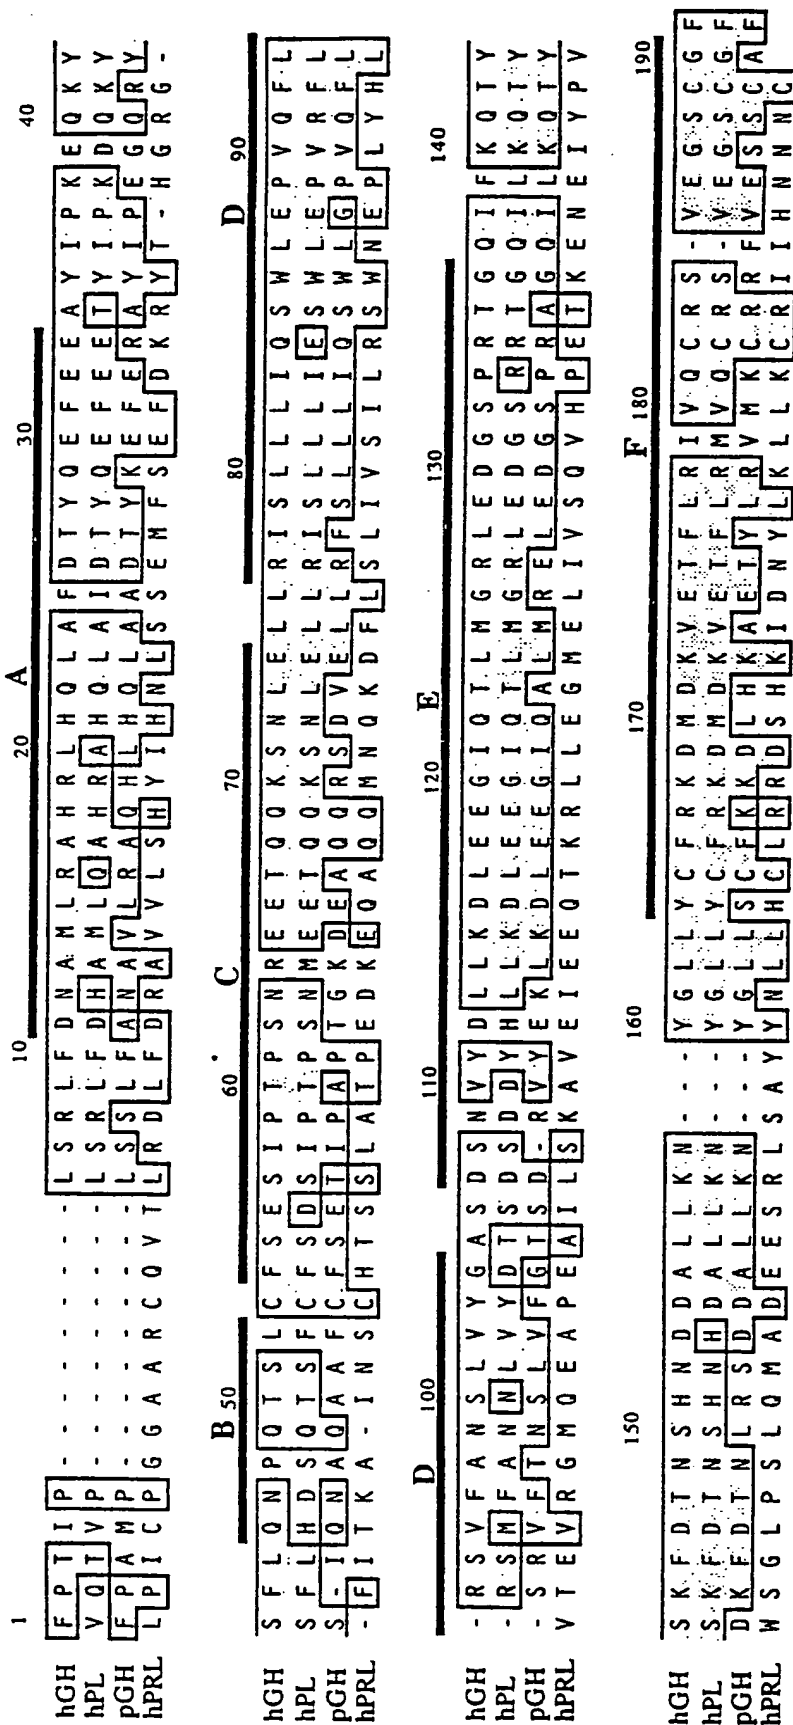 1 10 20 30 40
A
hGH F P T I P - - - - - - - - - L S R L F D N A M L R A H R L H Q L A F D T Y Q E F E E A Y I P K E Q K Y
hPL V Q T V P - - - - - - - - - L S R L F D H A M L Q A H R A H Q L A I D T Y Q E F E E T Y I P K D Q K Y
pGH F P A M P - - - - - - - - - L S S L F A N A V L R A Q H L H Q L A A D T Y K E F E R A Y I P E G Q R Y
hPRL L P I C P G G A A R C Q V T L R D L F D R A V V L S H Y I H N L S S E M F S E F D K R Y T - H G R G -
B C D
50 60 70 80 90
hGH S F L Q N P Q T S L C F S E S I P T P S N R E E T Q Q K S N L E L L R I S L L L I Q S W L E P V Q F L
hPL S F L H D S Q T S F C F S D S I P T P S N M E E T Q Q K S N L E L L R I S L L L I E S W L E P V R F L
pGH S - I Q N A Q A A F C F S E T I P A P T G K D E A Q Q R S D V E L L R F S L L L I Q S W L G P V Q F L
hPRL - F I T K A - I N S C H T S S L A T P E D K E Q A Q Q M N Q K D F L S L I V S I L R S W N E P L Y H L
D E
100 110 120 130 140
hGH - R S V F A N S L V Y G A S D S N V Y D L L K D L E E G I Q T L M G R L E D G S P R T G Q I F K Q T Y
hPL - R S M F A N N L V Y D T S D S D D Y H L L K D L E E G I Q T L M G R L E D G S R R T G Q I L K Q T Y
pGH - S R V F T N S L V F G T S D - R V Y E K L K D L E E G I Q A L M R E L E D G S P R A G Q I L K Q T Y
hPRL V T E V R G M Q E A P E A I L S K A V E I E E Q T K R L L E G M E L I V S Q V H P E T K E N E I Y P V
F
150 160 170 180 190
hGH S K F D T N S H N D D A L L K N - - - Y G L L Y C F R K D M D K V E T F L R I V Q C R S - V E G S C G F
hPL S K F D T N S H N H D A L L K N - - - Y G L L Y C F R K D M D K V E T F L R M V Q C R S - V E G S C G F
pGH D K F D T N L R S D D A L L K N - - - Y G L L S C F K K D L H K A E T Y L R V M K C R R F V E S S C A F
hPRL W S G L P S L Q M A D E E S R L S A Y Y N L L H C L R R D S H K I D N Y L K L L K C R I I H N N N C